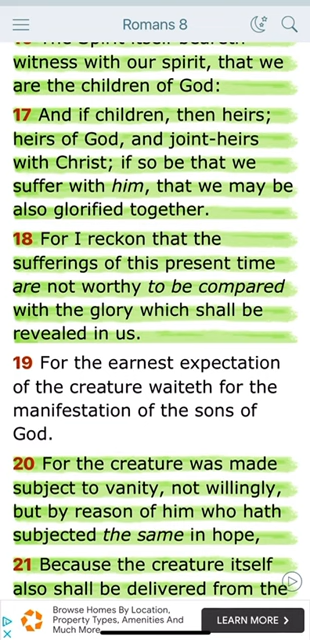 Romans 8
16 The Spirit itself beareth
witness with our spirit, that we
are the children of God:
17 And if children, then heirs;
heirs of God, and joint-heirs
with Christ; if so be that we
suffer with him, that we may be
also glorified together.
18 For I reckon that the
sufferings of this present time
are not worthy to be compared
with the glory which shall be
revealed in us.
19 For the earnest expectation
of the creature waiteth for the
manifestation of the sons of
God.
20 For the creature was made
subject to vanity, not willingly,
but by reason of him who hath
subjected the same in hope,
21 Because the creature itself
also shall be delivered from the
Browse Homes By Location,
Property Types, Amenities And
Much More
LEARN MORE >